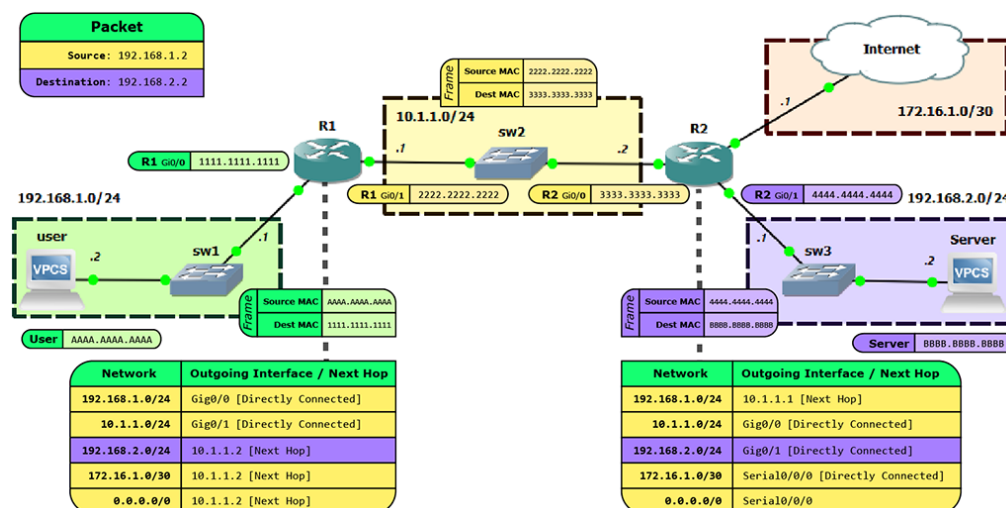 Packet
Source: 192.168.1.2
Destination: 192.168.2.2
Internet
.1
172.16.1.0/30
Frame
Source MAC 2222.2222.2222
Dest MAC 3333.3333.3333
10.1.1.0/24
sw2
R1
R2
.1
.2
R1 Gi0/0 1111.1111.1111
R1 Gi0/1 2222.2222.2222
R2 Gi0/0 3333.3333.3333
R2 Gi0/1 4444.4444.4444
192.168.1.0/24
192.168.2.0/24
user
VPCS
.2
sw1
.1
.1
sw3
.2
Server
VPCS
Frame
Source MAC AAAA.AAAA.AAAA
Dest MAC 1111.1111.1111
Frame
Source MAC 4444.4444.4444
Dest MAC BBBB.BBBB.BBBB
User AAAA.AAAA.AAAA
Server BBBB.BBBB.BBBB
Network Outgoing Interface / Next Hop
192.168.1.0/24 Gig0/0 [Directly Connected]
10.1.1.0/24 Gig0/1 [Directly Connected]
192.168.2.0/24 10.1.1.2 [Next Hop]
172.16.1.0/30 10.1.1.2 [Next Hop]
0.0.0.0/0 10.1.1.2 [Next Hop]
Network Outgoing Interface / Next Hop
192.168.1.0/24 10.1.1.1 [Next Hop]
10.1.1.0/24 Gig0/0 [Directly Connected]
192.168.2.0/24 Gig0/1 [Directly Connected]
172.16.1.0/30 Serial0/0/0 [Directly Connected]
0.0.0.0/0 Serial0/0/0